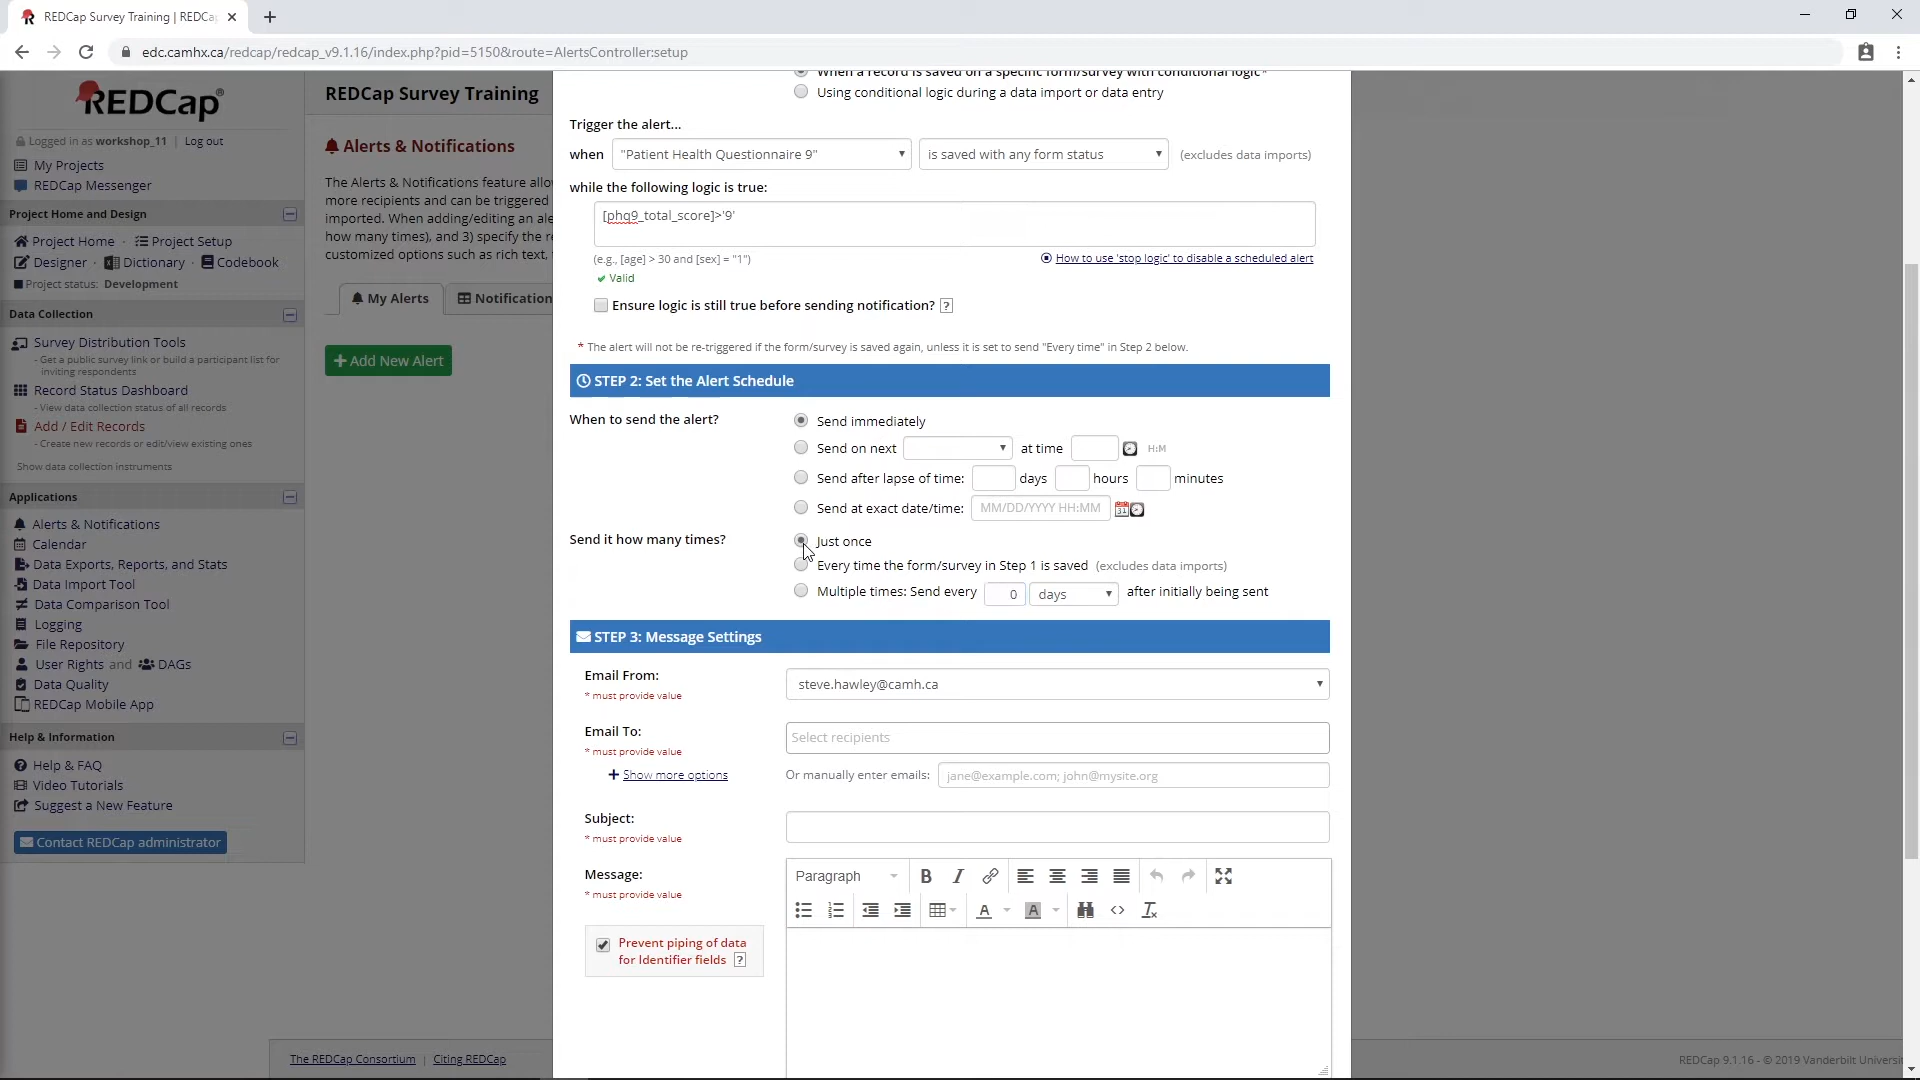 REDCap Survey Training | REDCa
edc.camhx.ca/redcap/redcap_v9.1.16/index.php?pid=5150&route=AlertsController:setup
REDCap
Logged in as workshop_11 | Log out
My Projects
REDCap Messenger
Project Home and Design
Project Home · Project Setup
Designer · Dictionary · Codebook
Project status: Development
Data Collection
Survey Distribution Tools
- Get a public survey link or build a participant list for
inviting respondents
Record Status Dashboard
- View data collection status of all records
Add / Edit Records
- Create new records or edit/view existing ones
Show data collection instruments
Applications
Alerts & Notifications
Calendar
Data Exports, Reports, and Stats
Data Import Tool
Data Comparison Tool
Logging
File Repository
User Rights and DAGs
Data Quality
REDCap Mobile App
Help & Information
Help & FAQ
Video Tutorials
Suggest a New Feature
Contact REDCap administrator
REDCap Survey Training
Alerts & Notifications
The Alerts & Notifications feature allo
more recipients and can be triggered
imported. When adding/editing an ale
how many times), and 3) specify the re
customized options such as rich text,
My Alerts
Notification
+ Add New Alert
When a record is saved on a specific form/survey with conditional logic*
Using conditional logic during a data import or data entry
Trigger the alert...
when "Patient Health Questionnaire 9" is saved with any form status (excludes data imports)
while the following logic is true:
[phq9_total_score]>'9'
(e.g., [age] > 30 and [sex] = "1")
How to use 'stop logic' to disable a scheduled alert
Valid
Ensure logic is still true before sending notification? ?
* The alert will not be re-triggered if the form/survey is saved again, unless it is set to send "Every time" in Step 2 below.
STEP 2: Set the Alert Schedule
When to send the alert?
Send immediately
Send on next at time H:M
Send after lapse of time: days hours minutes
Send at exact date/time: MM/DD/YYYY HH:MM 31
Send it how many times?
Just once
Every time the form/survey in Step 1 is saved (excludes data imports)
Multiple times: Send every 0 days after initially being sent
STEP 3: Message Settings
Email From:
* must provide value
steve.hawley@camh.ca
Email To:
* must provide value
Select recipients
+ Show more options
Or manually enter emails: jane@example.com; john@mysite.org
Subject:
* must provide value
Message:
* must provide value
Paragraph B I
A A
Prevent piping of data
for Identifier fields ?
The REDCap Consortium | Citing REDCap
REDCap 9.1.16 - © 2019 Vanderbilt Universi